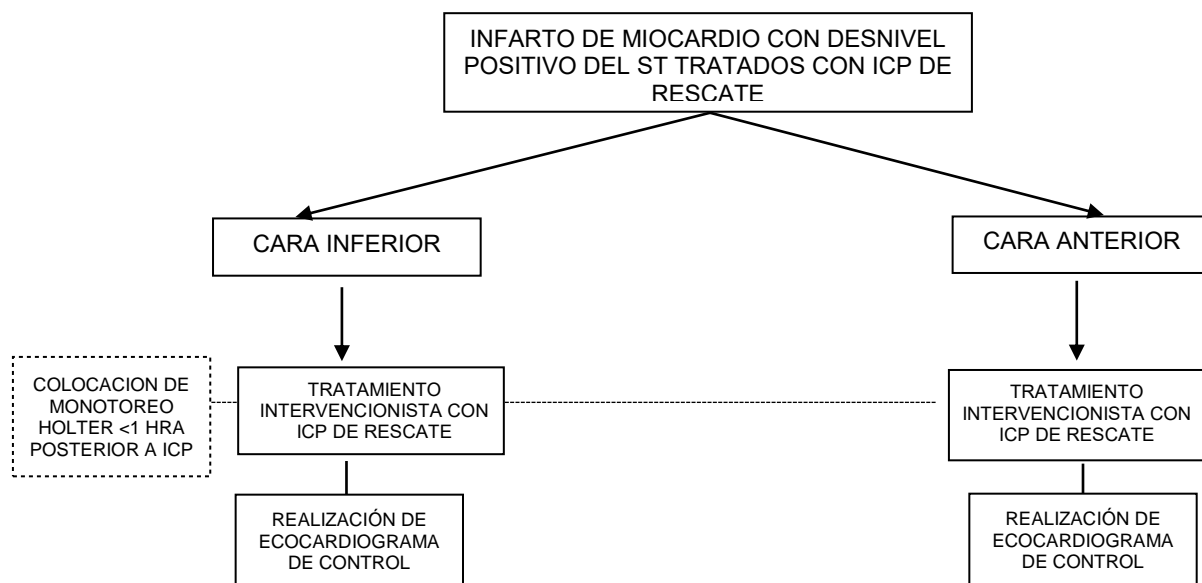 INFARTO DE MIOCARDIO CON DESNIVEL
POSITIVO DEL ST TRATADOS CON ICP DE
RESCATE
CARA INFERIOR
CARA ANTERIOR
COLOCACION DE
MONOTOREO
HOLTER <1 HRA
POSTERIOR A ICP
TRATAMIENTO
INTERVENCIONISTA CON
ICP DE RESCATE
TRATAMIENTO
INTERVENCIONISTA CON
ICP DE RESCATE
REALIZACIÓN DE
ECOCARDIOGRAMA
DE CONTROL
REALIZACIÓN DE
ECOCARDIOGRAMA
DE CONTROL